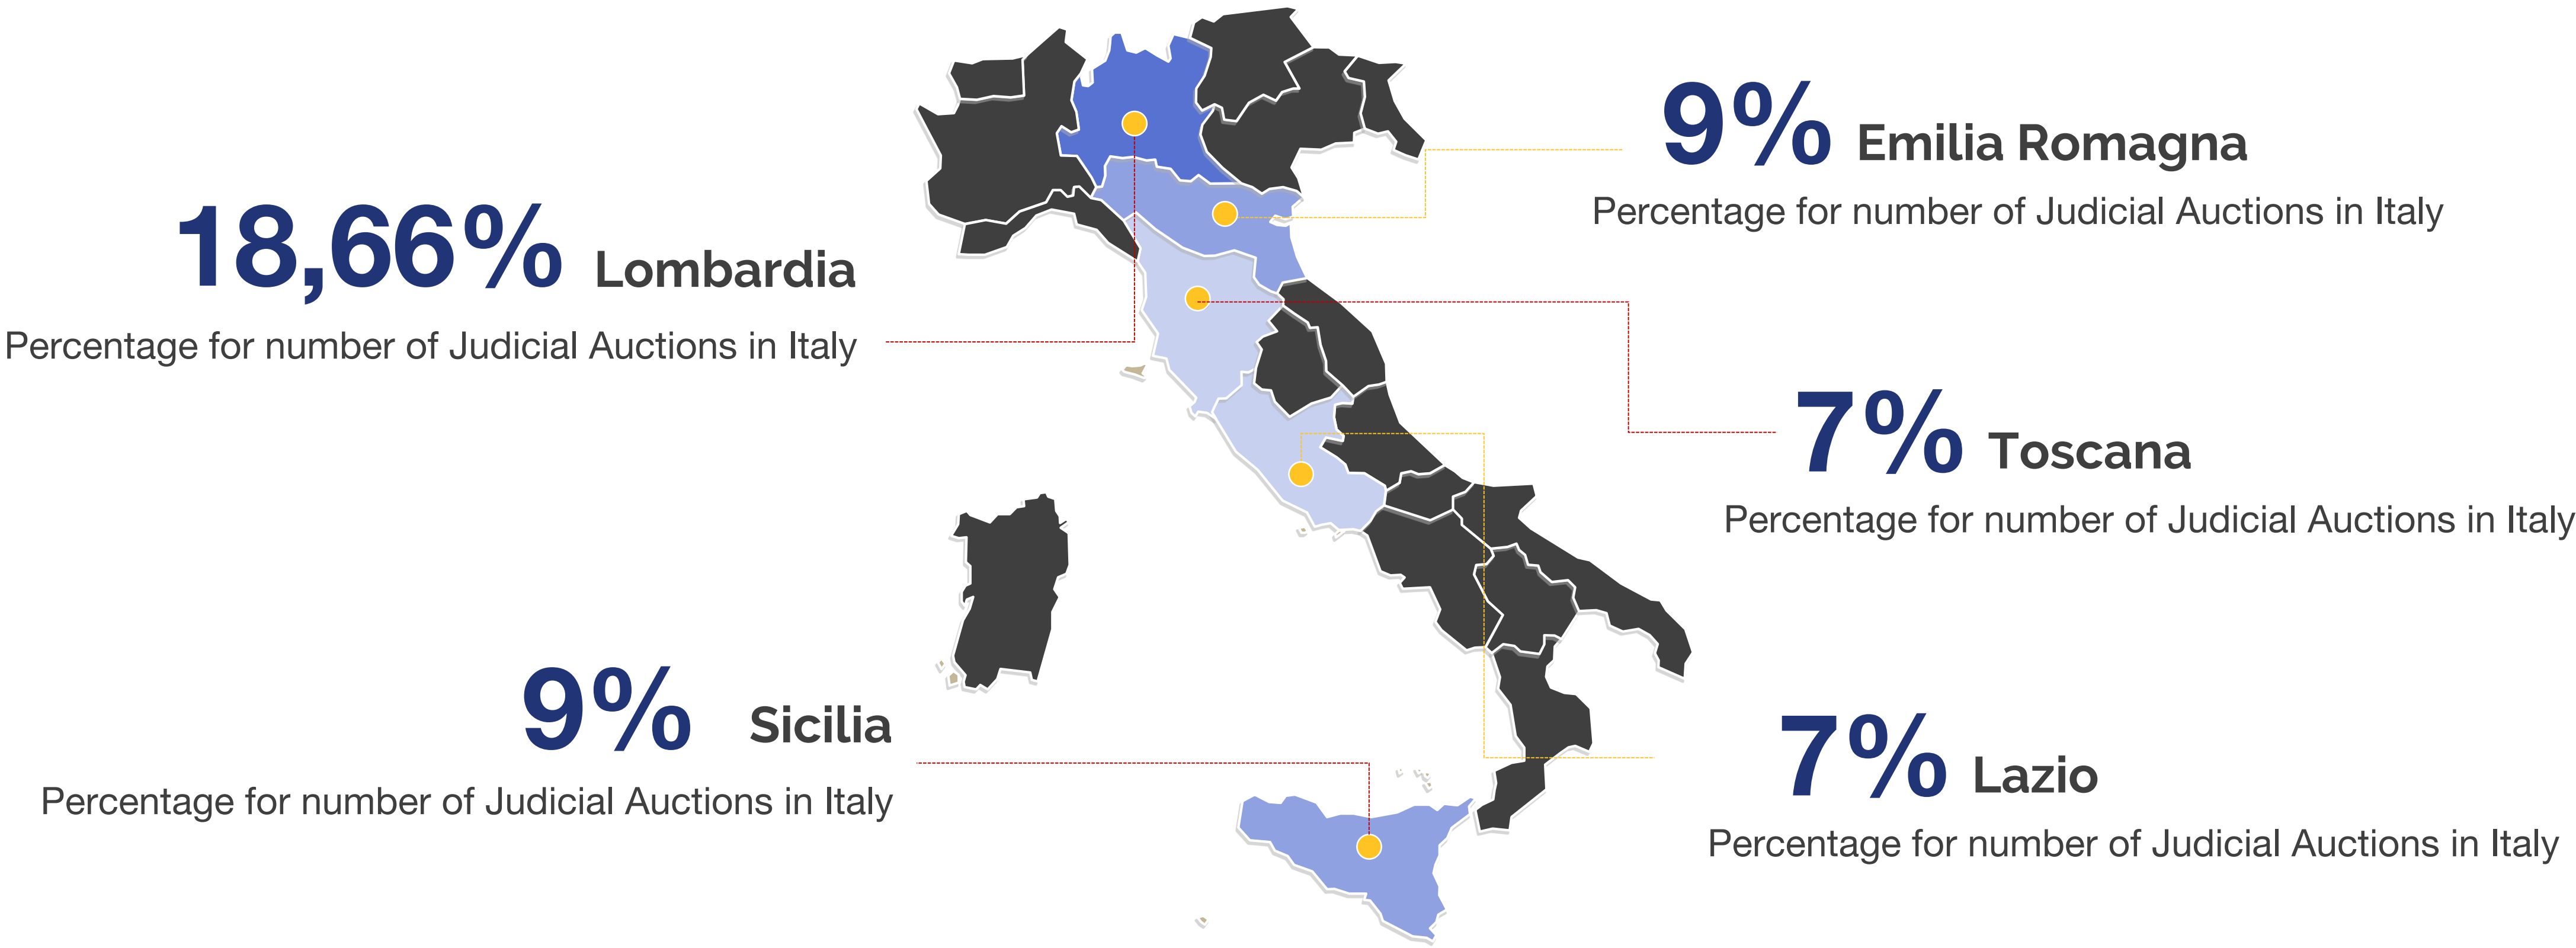 18,66% Lombardia
Percentage for number of Judicial Auctions in Italy
9% Sicilia
Percentage for number of Judicial Auctions in Italy
9% Emilia Romagna
Percentage for number of Judicial Auctions in Italy
7% Toscana
Percentage for number of Judicial Auctions in Italy
7% Lazio
Percentage for number of Judicial Auctions in Italy